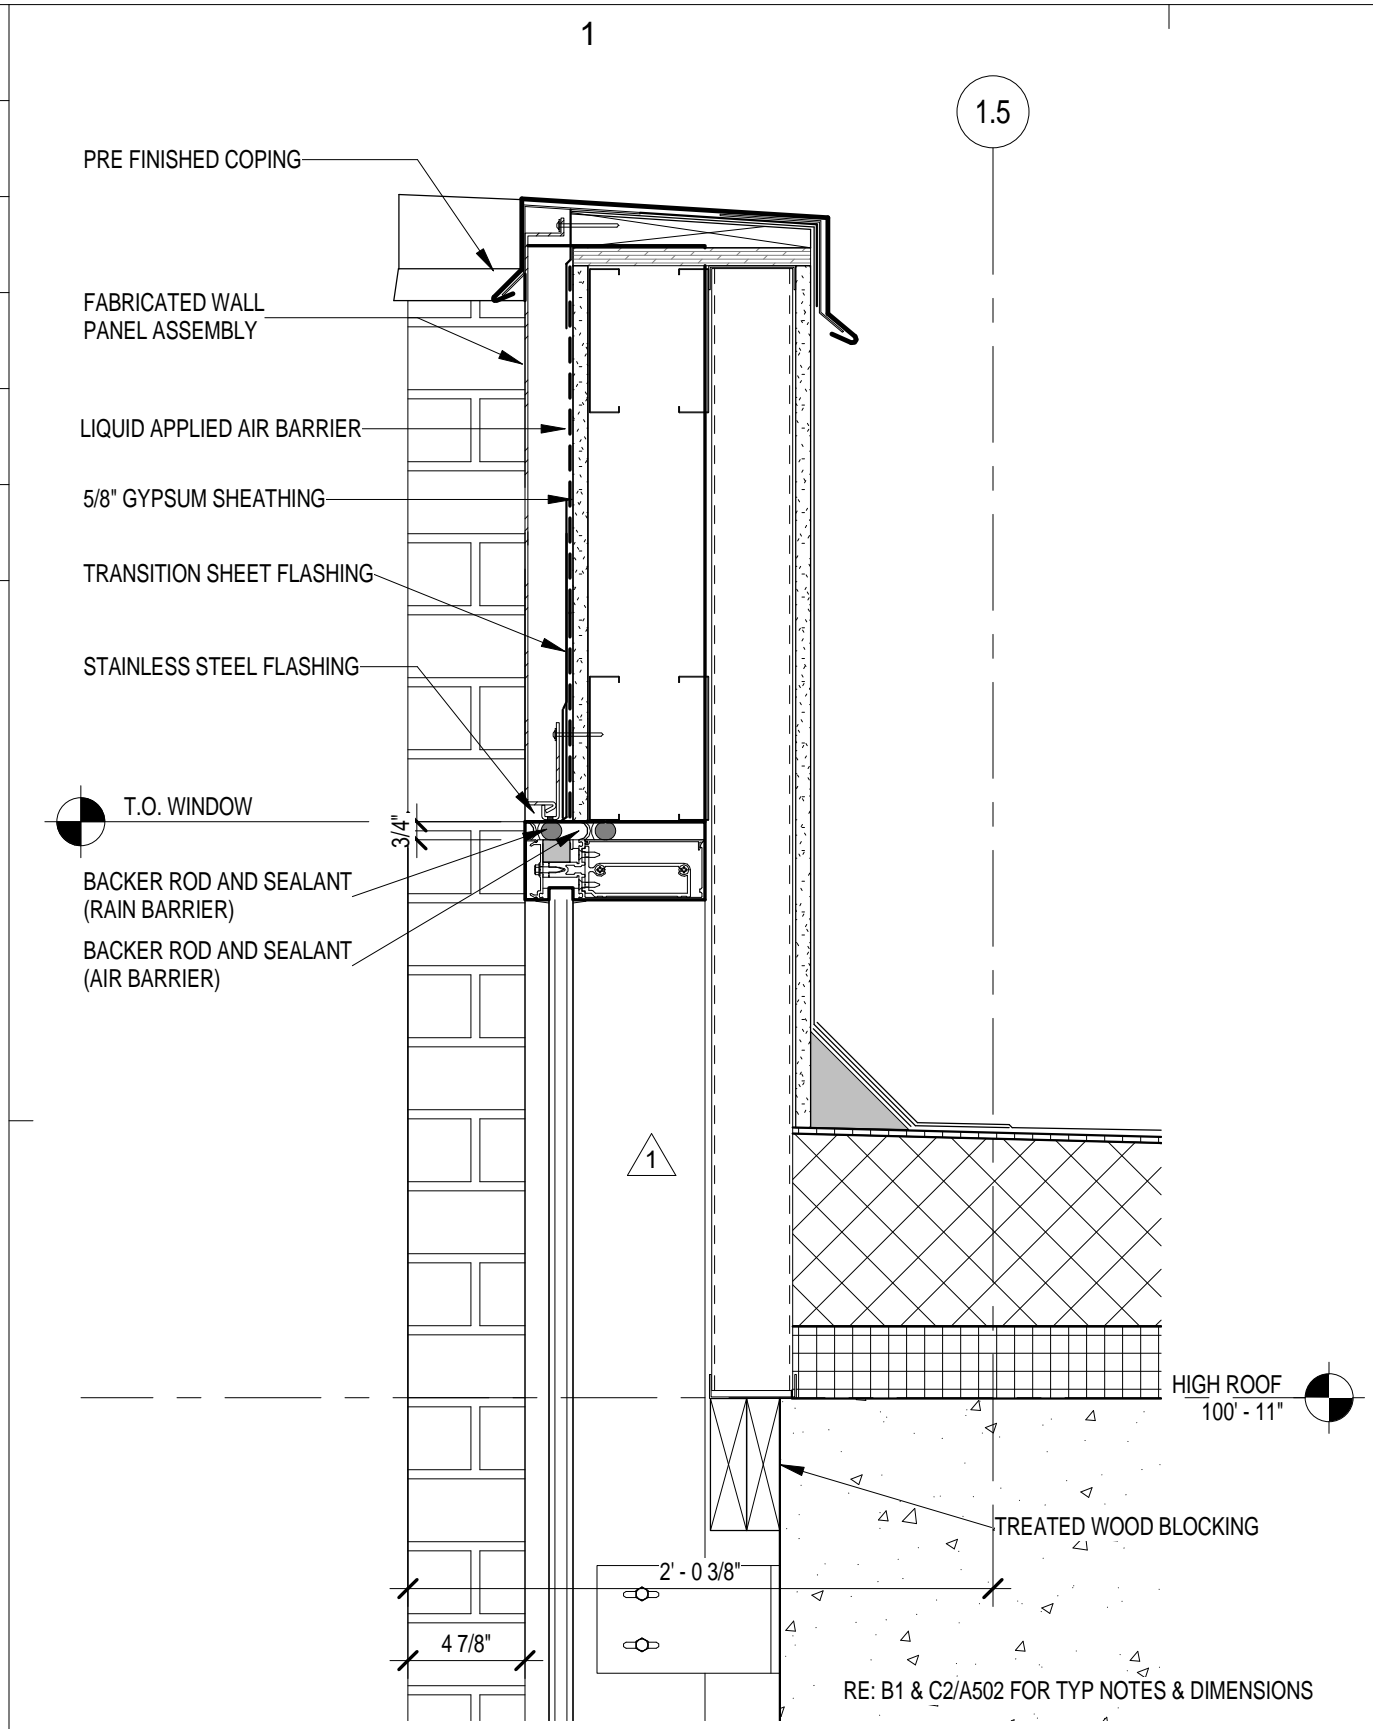 1
1.5
PRE FINISHED COPING
FABRICATED WALL
PANEL ASSEMBLY
LIQUID APPLIED AIR BARRIER
5/8" GYPSUM SHEATHING
TRANSITION SHEET FLASHING
STAINLESS STEEL FLASHING
T.O. WINDOW
3/4"
BACKER ROD AND SEALANT
(RAIN BARRIER)
BACKER ROD AND SEALANT
(AIR BARRIER)
1
HIGH ROOF
100' - 11"
TREATED WOOD BLOCKING
2' - 0 3/8"
4 7/8"
RE: B1 & C2/A502 FOR TYP NOTES & DIMENSIONS